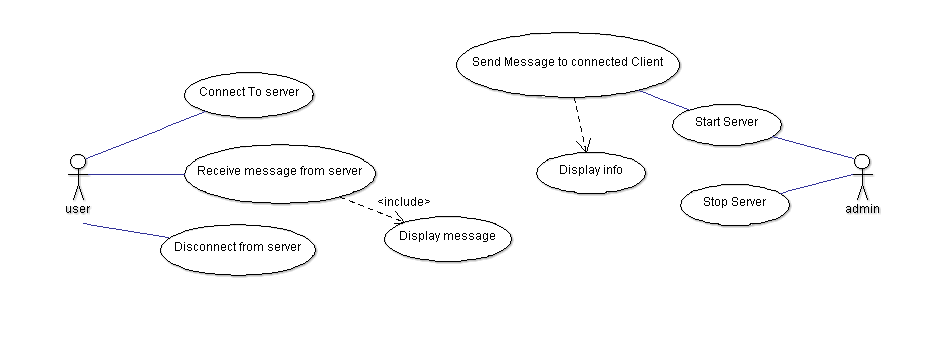 Send Message to connected Client
Connect To server
Start Server
Receive message from server
Display info
<include>
Stop Server
user
admin
Display message
Disconnect from server